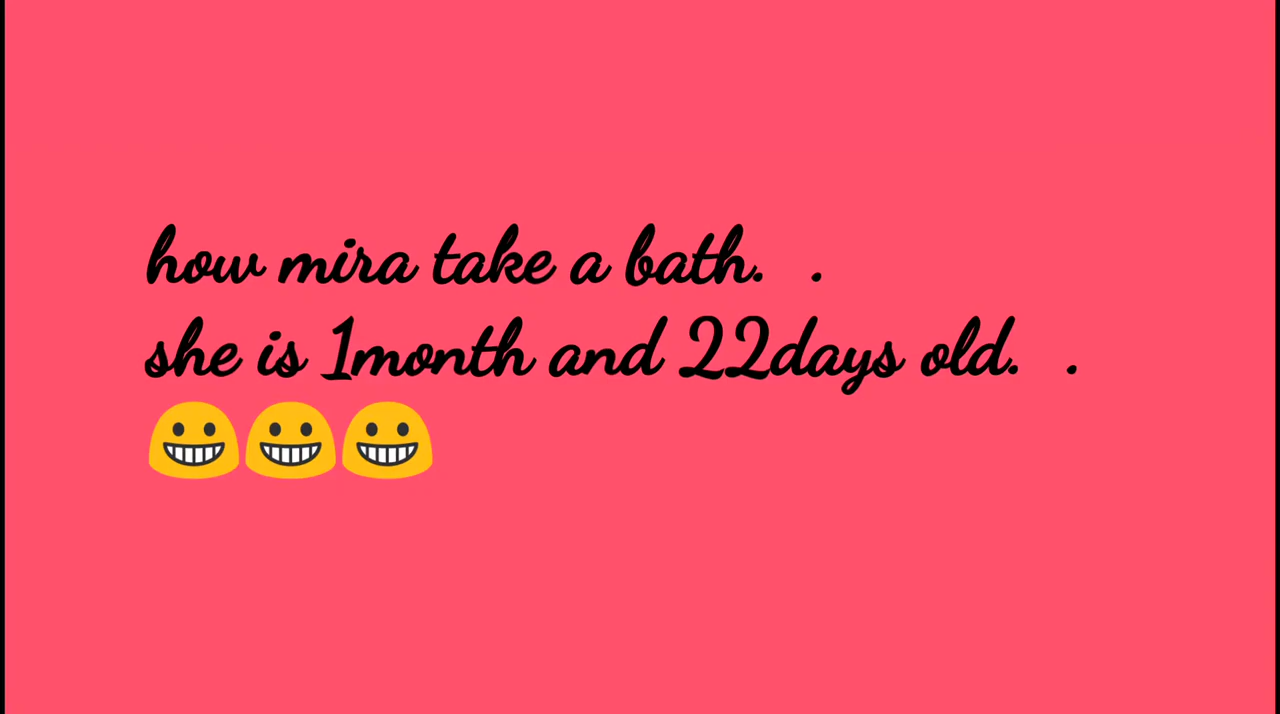 how mira take a bath.  .
she is 1month and 22days old.  .
😀😀😀